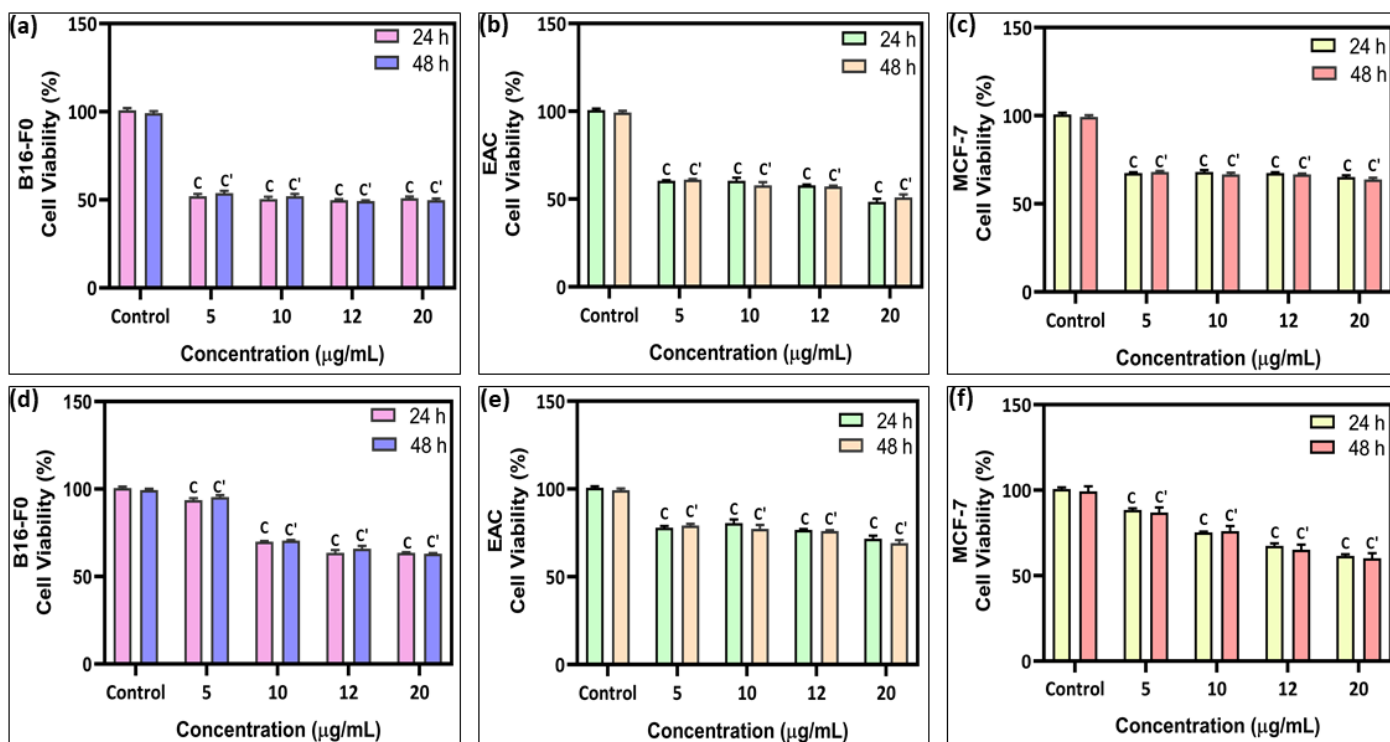 (a)
B16-F0
Cell Viability (%)
150
100
50
0
24 h
48 h
C C' C C' C C' C C'
Control 5 10 12 20
Concentration (μg/mL)
(b)
EAC
Cell Viability (%)
150
100
50
0
24 h
48 h
C C' C C' C C' C C'
Control 5 10 12 20
Concentration (μg/mL)
(c)
MCF-7
Cell Viability (%)
150
100
50
0
24 h
48 h
C C' C C' C C' C C'
Control 5 10 12 20
Concentration (μg/mL)
(d)
B16-F0
Cell Viability (%)
150
100
50
0
24 h
48 h
C C' C C' C C' C C'
Control 5 10 12 20
Concentration (μg/mL)
(e)
EAC
Cell Viability (%)
150
100
50
0
24 h
48 h
C C' C C' C C' C C'
Control 5 10 12 20
Concentration (μg/mL)
(f)
MCF-7
Cell Viability (%)
150
100
50
0
24 h
48 h
C C' C C' C C' C C'
Control 5 10 12 20
Concentration (μg/mL)